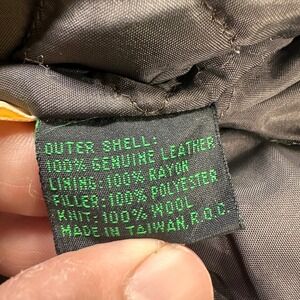 OUTER SHELL:
100% GENUINE LEATHER
LINING:100% RAYON
FILLER:100% POLYESTER
KNIT:100% WOOL
MADE IN TAIWAN,R.O.C.